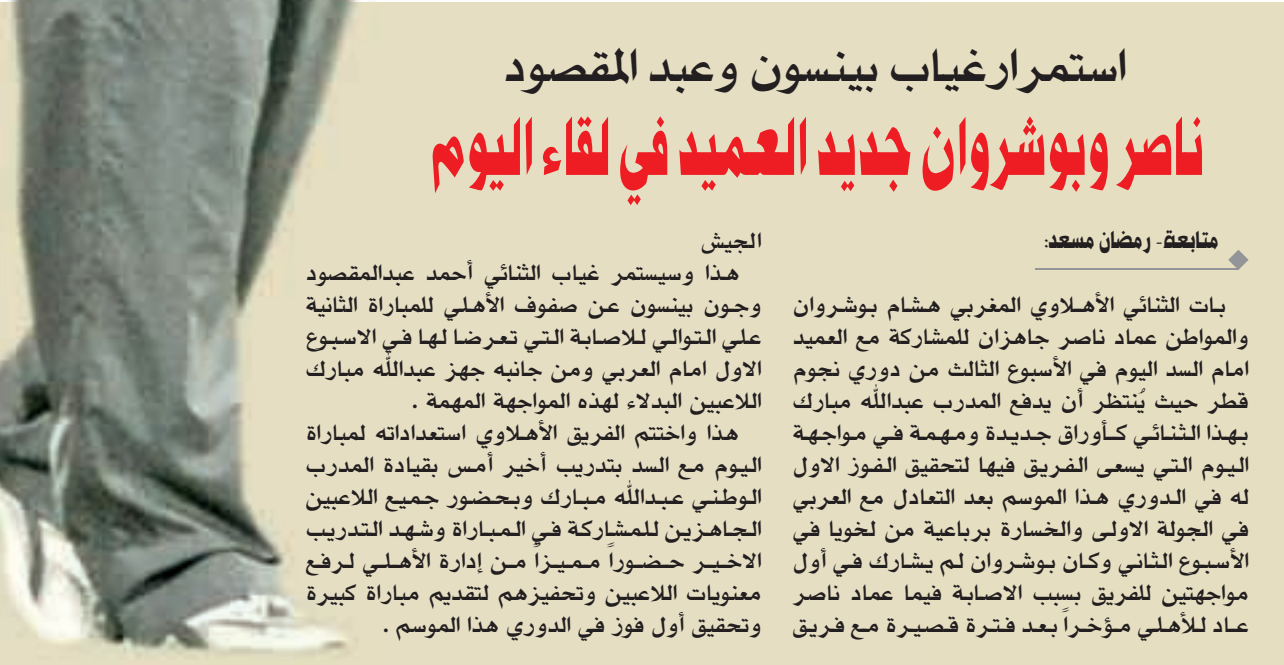 استمرار غياب بينسون وعبد المقصود
ناصر وبوشروان جديد العميد في لقاء اليوم
متابعة- رمضان مسعد:
بات الثنائي الأهلاوي المغربي هشام بوشروان
والمواطن عماد ناصر جاهزان للمشاركة مع العميد
امام السد اليوم في الأسبوع الثالث من دوري نجوم
قطر حيث يُنتظر أن يدفع المدرب عبدالله مبارك
بهذا الثنائي كأوراق جديدة ومهمة في مواجهة
اليوم التي يسعى الفريق فيها لتحقيق الفوز الاول
له في الدوري هذا الموسم بعد التعادل مع العربي
في الجولة الاولى والخسارة برباعية من لخويا في
الأسبوع الثاني وكان بوشروان لم يشارك في أول
مواجهتين للفريق بسبب الاصابة فيما عماد ناصر
عاد للأهلي مؤخراً بعد فترة قصيرة مع فريق
الجيش
هذا وسيستمر غياب الثنائي أحمد عبدالمقصود
وجون بينسون عن صفوف الأهلي للمباراة الثانية
علي التوالي للاصابة التي تعرضا لها في الاسبوع
الاول امام العربي ومن جانبه جهز عبدالله مبارك
اللاعبين البدلاء لهذه المواجهة المهمة .
هذا واختتم الفريق الأهلاوي استعداداته لمباراة
اليوم مع السد بتدريب أخير أمس بقيادة المدرب
الوطني عبدالله مبارك وبحضور جميع اللاعبين
الجاهزين للمشاركة في المباراة وشهد التدريب
الاخير حضوراً مميزاً من إدارة الأهلي لرفع
معنويات اللاعبين وتحفيزهم لتقديم مباراة كبيرة
وتحقيق أول فوز في الدوري هذا الموسم .